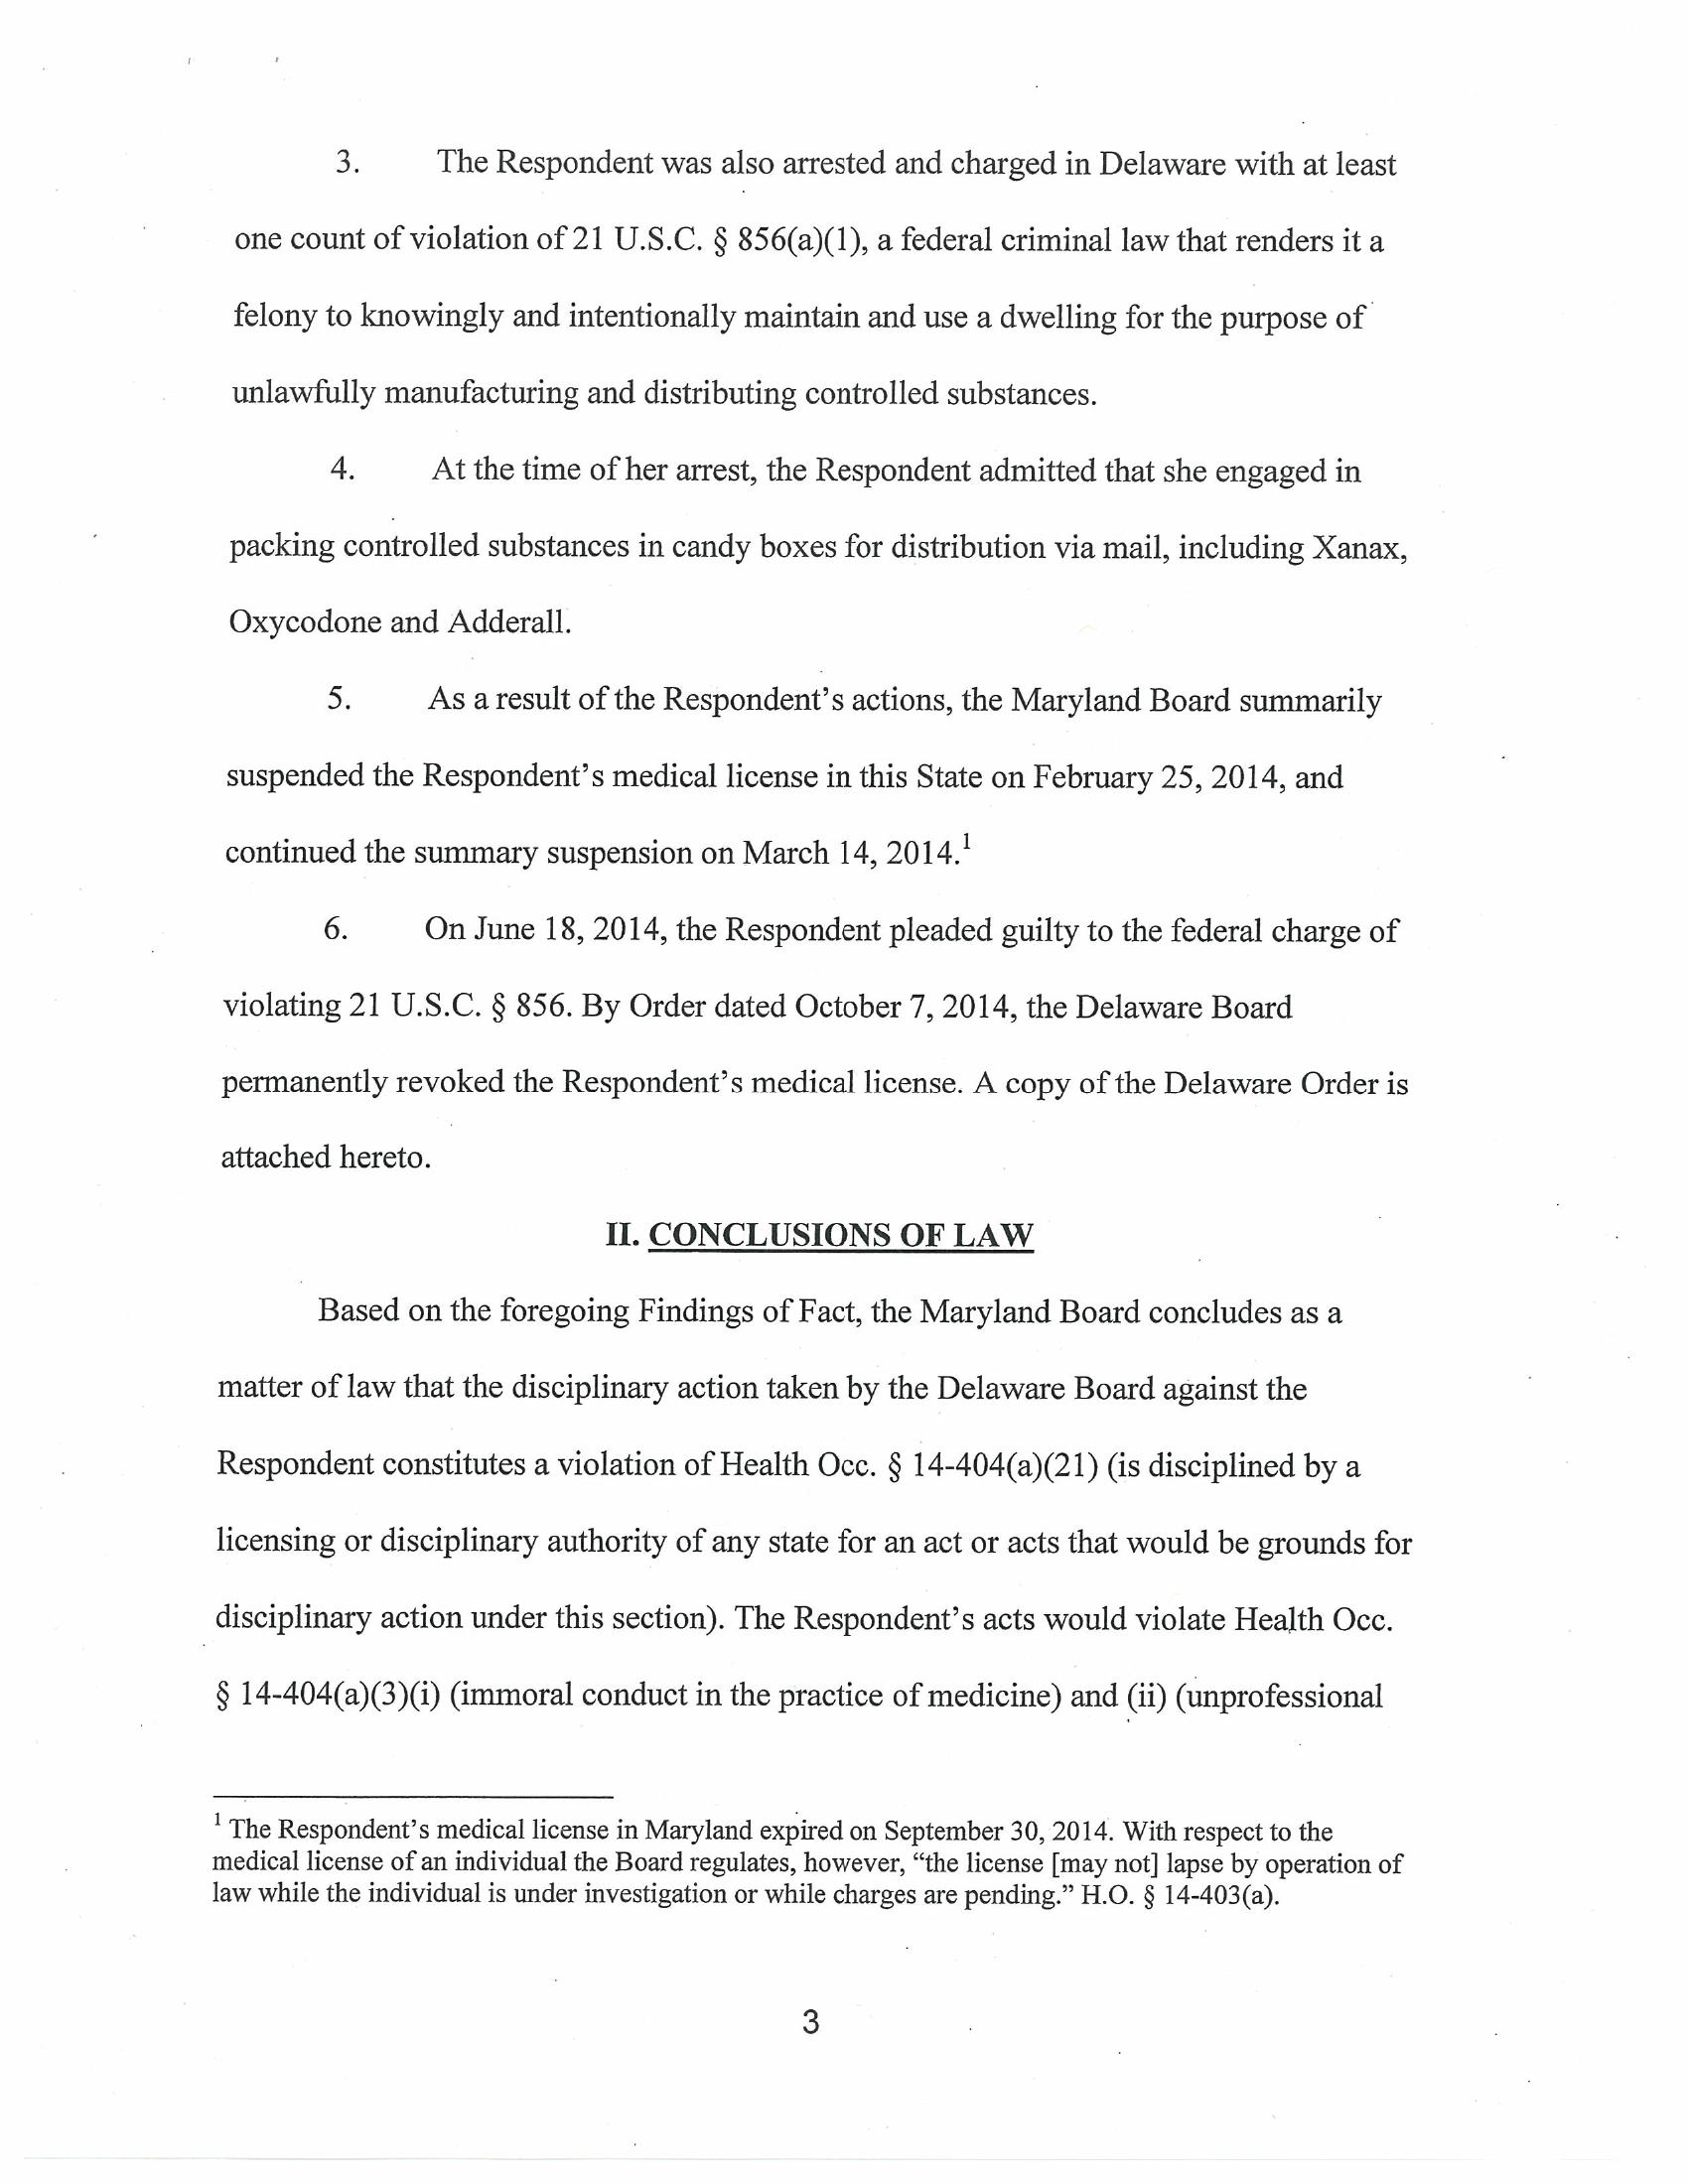 3. The Respondent was also arrested and charged in Delaware with at least
one count of violation of 21 U.S.C. § 856(a)(1), a federal criminal law that renders it a
felony to knowingly and intentionally maintain and use a dwelling for the purpose of
unlawfully manufacturing and distributing controlled substances.
4. At the time of her arrest, the Respondent admitted that she engaged in
packing controlled substances in candy boxes for distribution via mail, including Xanax,
Oxycodone and Adderall.
5. As a result of the Respondent's actions, the Maryland Board summarily
suspended the Respondent's medical license in this State on February 25, 2014, and
continued the summary suspension on March 14, 2014.¹
6. On June 18, 2014, the Respondent pleaded guilty to the federal charge of
violating 21 U.S.C. § 856. By Order dated October 7, 2014, the Delaware Board
permanently revoked the Respondent's medical license. A copy of the Delaware Order is
attached hereto.
II. CONCLUSIONS OF LAW
Based on the foregoing Findings of Fact, the Maryland Board concludes as a
matter of law that the disciplinary action taken by the Delaware Board against the
Respondent constitutes a violation of Health Occ. § 14-404(a)(21) (is disciplined by a
licensing or disciplinary authority of any state for an act or acts that would be grounds for
disciplinary action under this section). The Respondent's acts would violate Health Occ.
§ 14-404(a)(3)(i) (immoral conduct in the practice of medicine) and (ii) (unprofessional
¹ The Respondent's medical license in Maryland expired on September 30, 2014. With respect to the
medical license of an individual the Board regulates, however, "the license [may not] lapse by operation of
law while the individual is under investigation or while charges are pending." H.O. § 14-403(a).
3